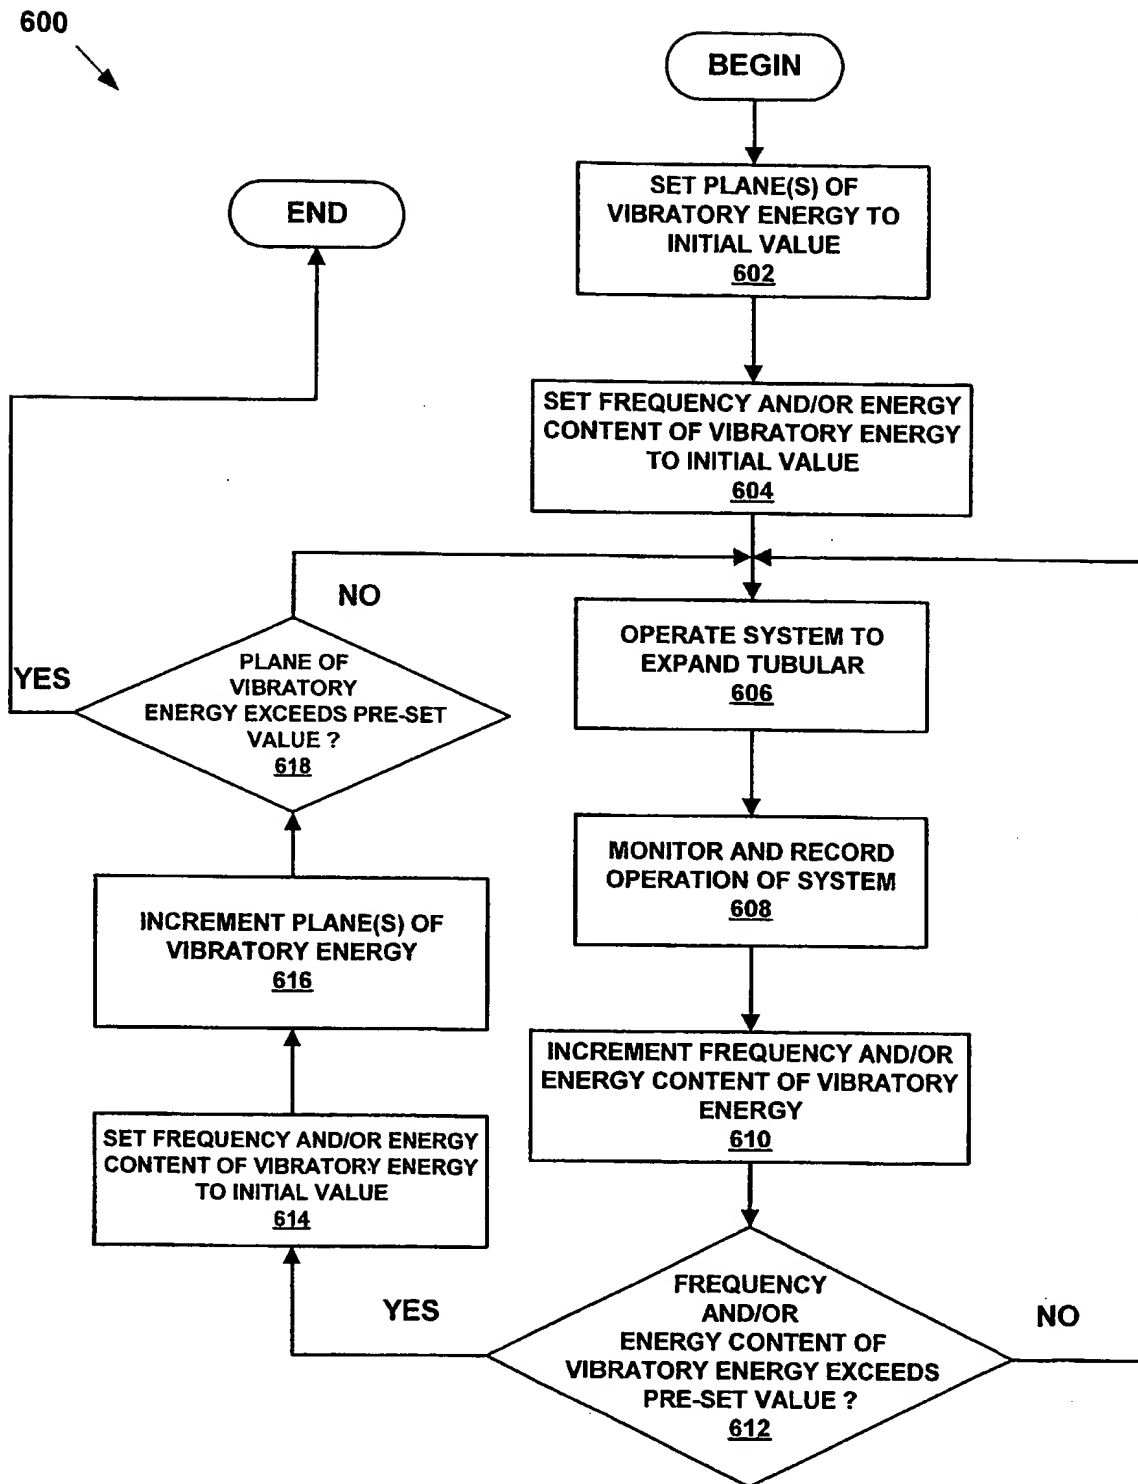 600
BEGIN
SET PLANE(S) OF
VIBRATORY ENERGY TO
INITIAL VALUE
602
END
SET FREQUENCY AND/OR ENERGY
CONTENT OF VIBRATORY ENERGY
TO INITIAL VALUE
604
NO
OPERATE SYSTEM TO
EXPAND TUBULAR
606
YES
PLANE OF
VIBRATORY
ENERGY EXCEEDS PRE-SET
VALUE ?
618
MONITOR AND RECORD
OPERATION OF SYSTEM
608
INCREMENT PLANE(S) OF
VIBRATORY ENERGY
616
INCREMENT FREQUENCY AND/OR
ENERGY CONTENT OF VIBRATORY
ENERGY
610
SET FREQUENCY AND/OR ENERGY
CONTENT OF VIBRATORY ENERGY
TO INITIAL VALUE
614
YES
FREQUENCY
AND/OR
ENERGY CONTENT OF
VIBRATORY ENERGY EXCEEDS
PRE-SET VALUE ?
612
NO